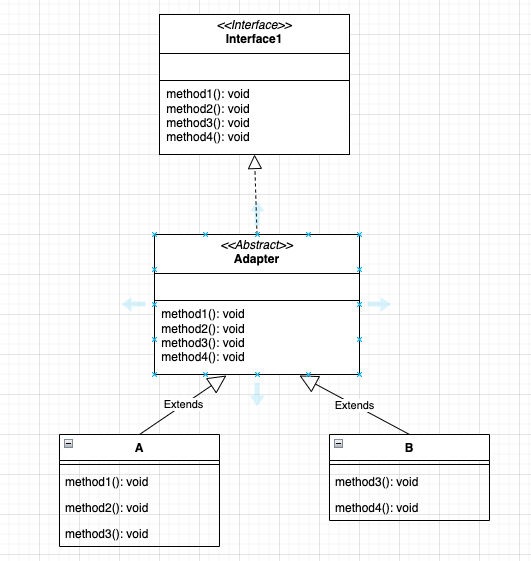 <<Interface>>
Interface1
method1(): void
method2(): void
method3(): void
method4(): void
<<Abstract>>
Adapter
method1(): void
method2(): void
method3(): void
method4(): void
Extends
Extends
A
method1(): void
method2(): void
method3(): void
B
method3(): void
method4(): void